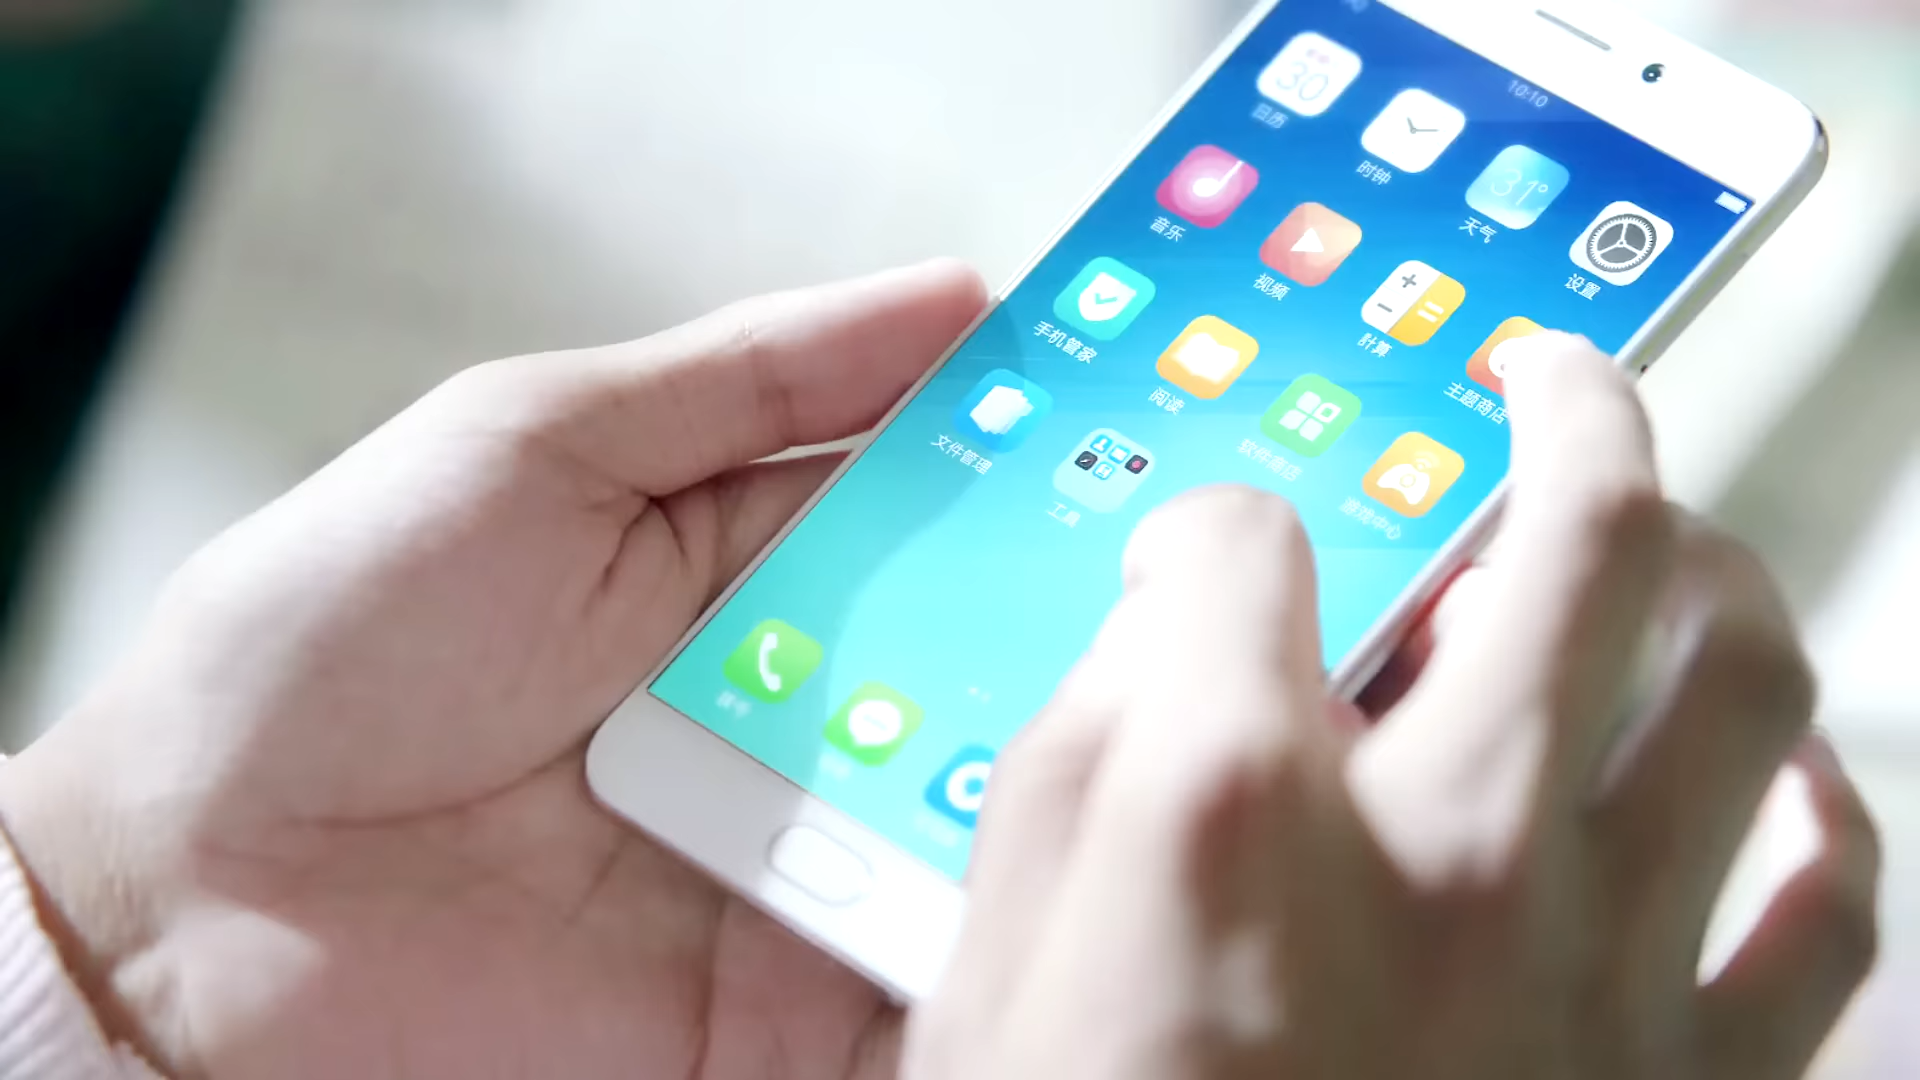 10:10
30
日历
时钟
31°
天气
设置
音乐
视频
計算
主题商店
手机管家
阅读
软件商店
游戏中心
文件管理
工具